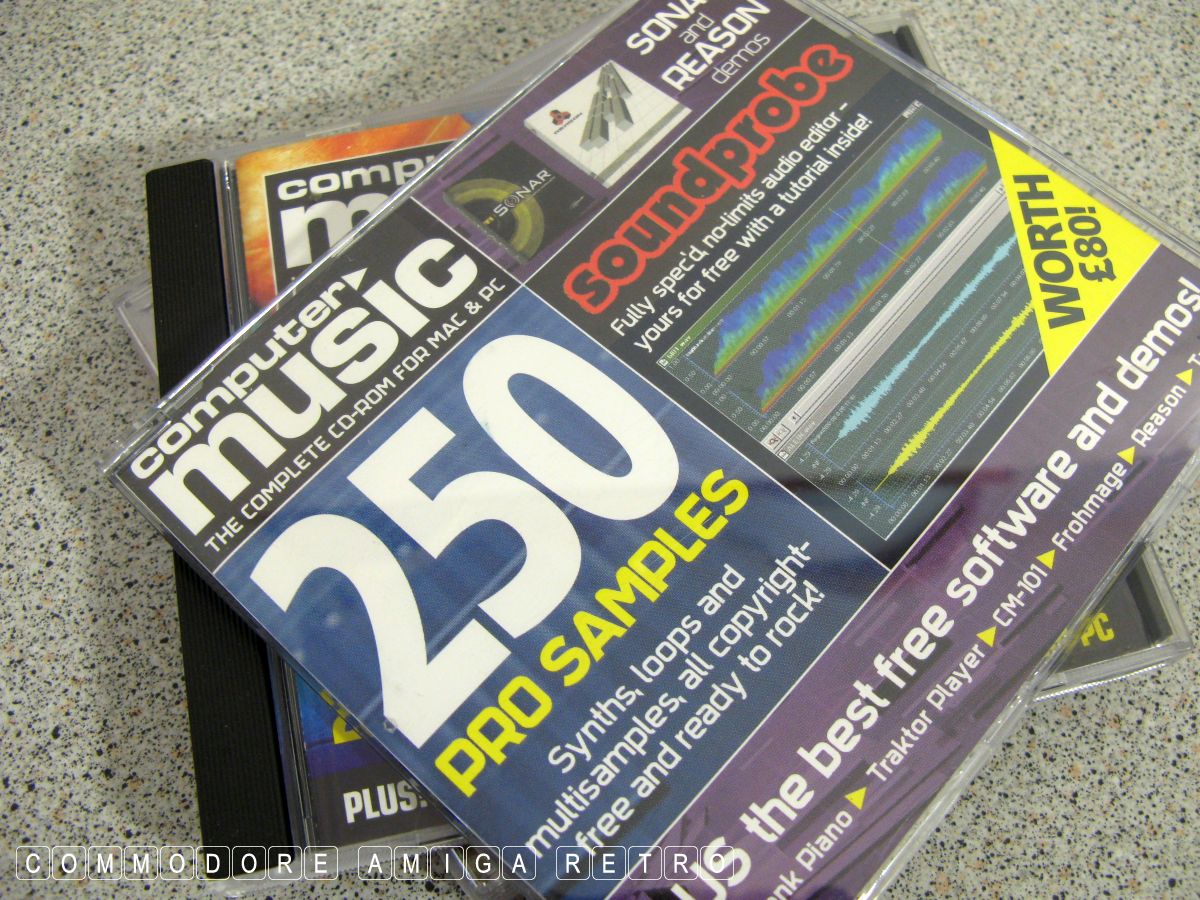 SONAR
and
REASON
demos
SONAR
soundprobe
Fully spec'd, no-limits audio editor –
yours for free with a tutorial inside!
WORTH
£80!
computer
music
THE COMPLETE CD-ROM FOR MAC & PC
250
PRO SAMPLES
Synths, loops and
multisamples, all copyright-
free and ready to rock!
the best free software and demos!
Piano Traktor Player CM-101 Frohmage Reason
comp
m
PLUS!
PC
COMMODORE AMIGA RETRO